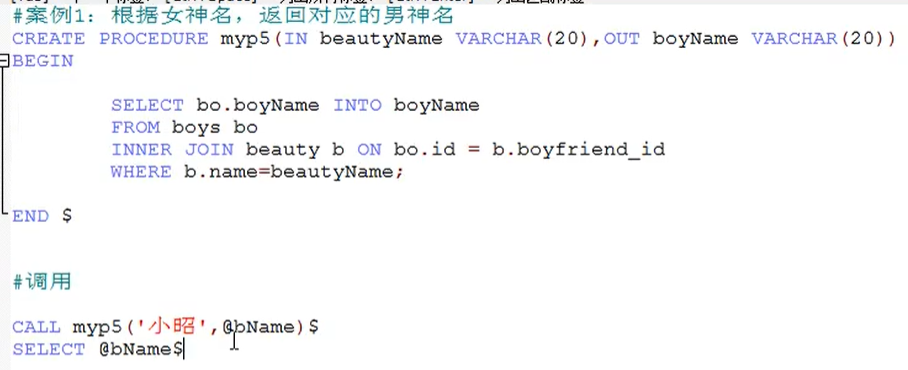 #案例1：根据女神名，返回对应的男神名
CREATE PROCEDURE myp5(IN beautyName VARCHAR(20),OUT boyName VARCHAR(20))
BEGIN
SELECT bo.boyName INTO boyName
FROM boys bo
INNER JOIN beauty b ON bo.id = b.boyfriend_id
WHERE b.name=beautyName;
END $
#调用
CALL myp5('小昭',@bName)$
SELECT @bName$